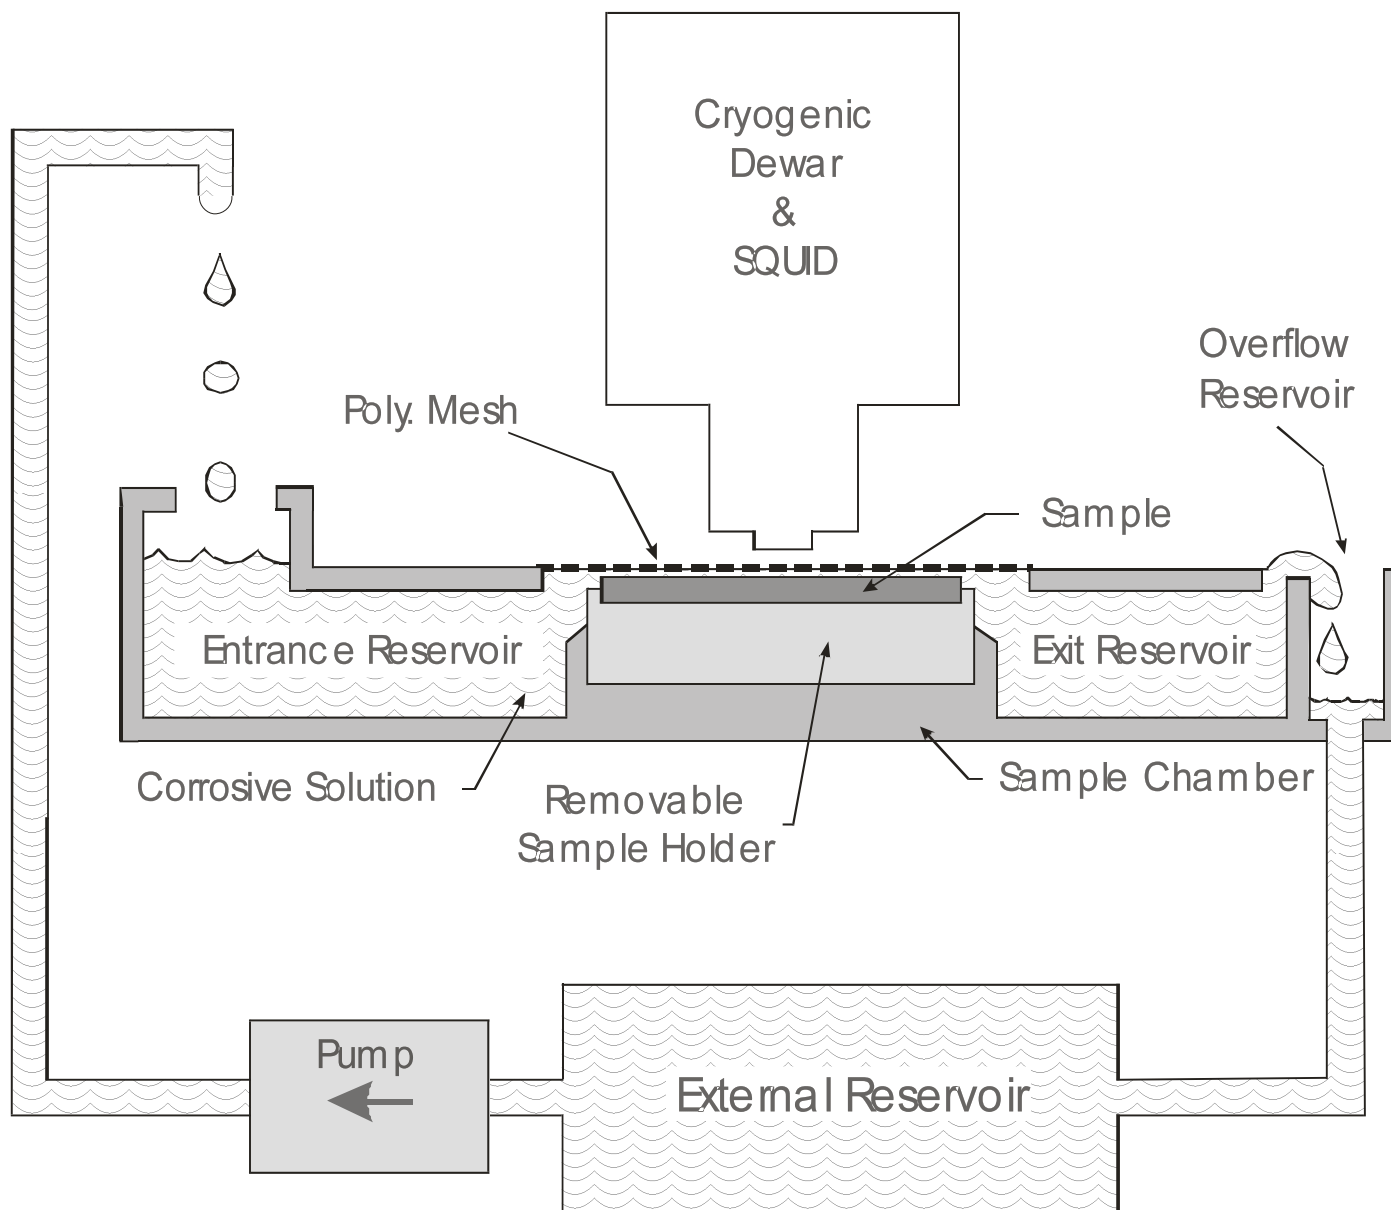 Cryogenic
Dewar
&
SQUID
Overflow
Reservoir
Poly. Mesh
Sample
Entrance Reservoir
Exit Reservoir
Corrosive Solution
Removable
Sample Holder
Sample Chamber
Pump
External Reservoir